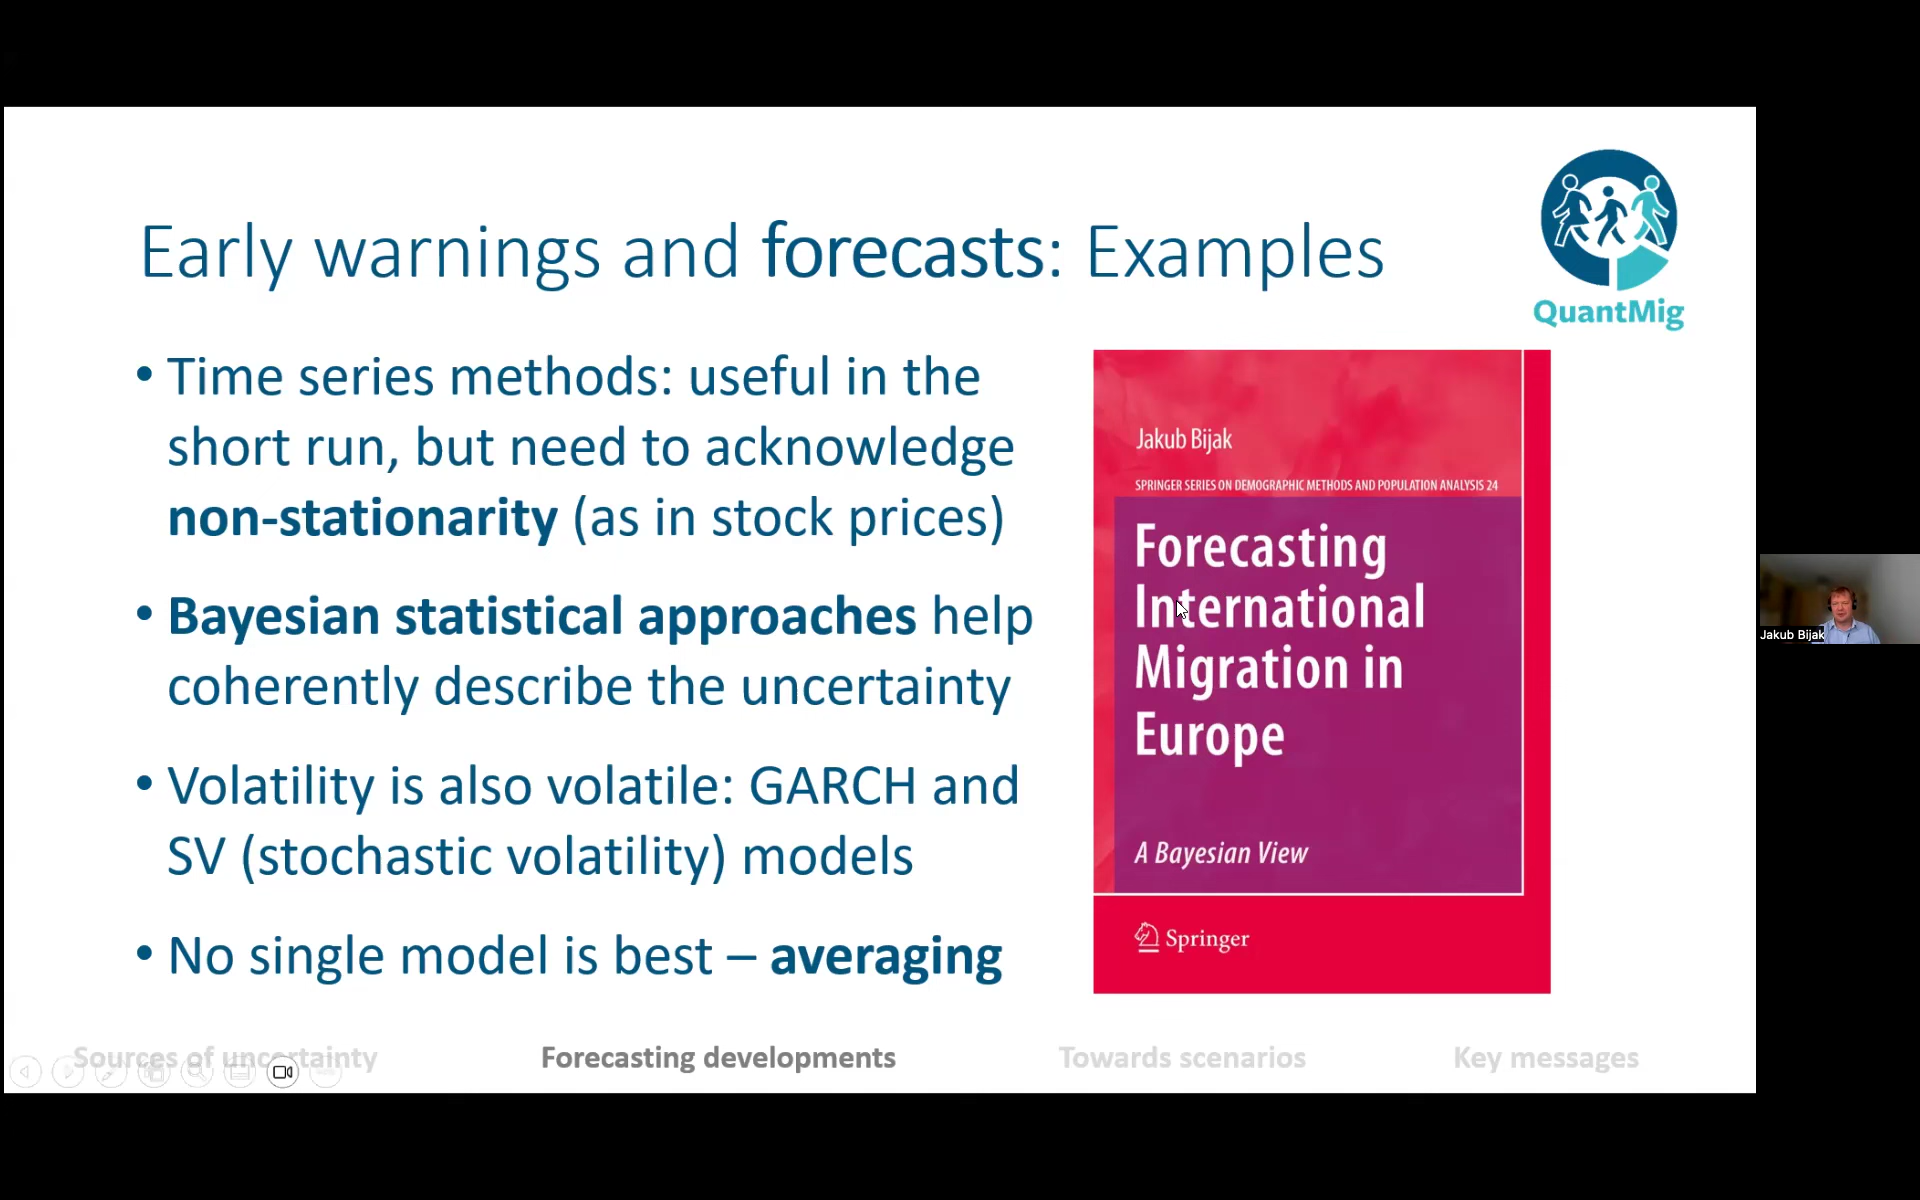 Early warnings and forecasts: Examples
QuantMig
• Time series methods: useful in the
short run, but need to acknowledge
non-stationarity (as in stock prices)
• Bayesian statistical approaches help
coherently describe the uncertainty
• Volatility is also volatile: GARCH and
SV (stochastic volatility) models
• No single model is best – averaging
Jakub Bijak
SPRINGER SERIES ON DEMOGRAPHIC METHODS AND POPULATION ANALYSIS 24
Forecasting
International
Migration in
Europe
A Bayesian View
Springer
Jakub Bijak
Sources of uncertainty
Forecasting developments
Towards scenarios
Key messages